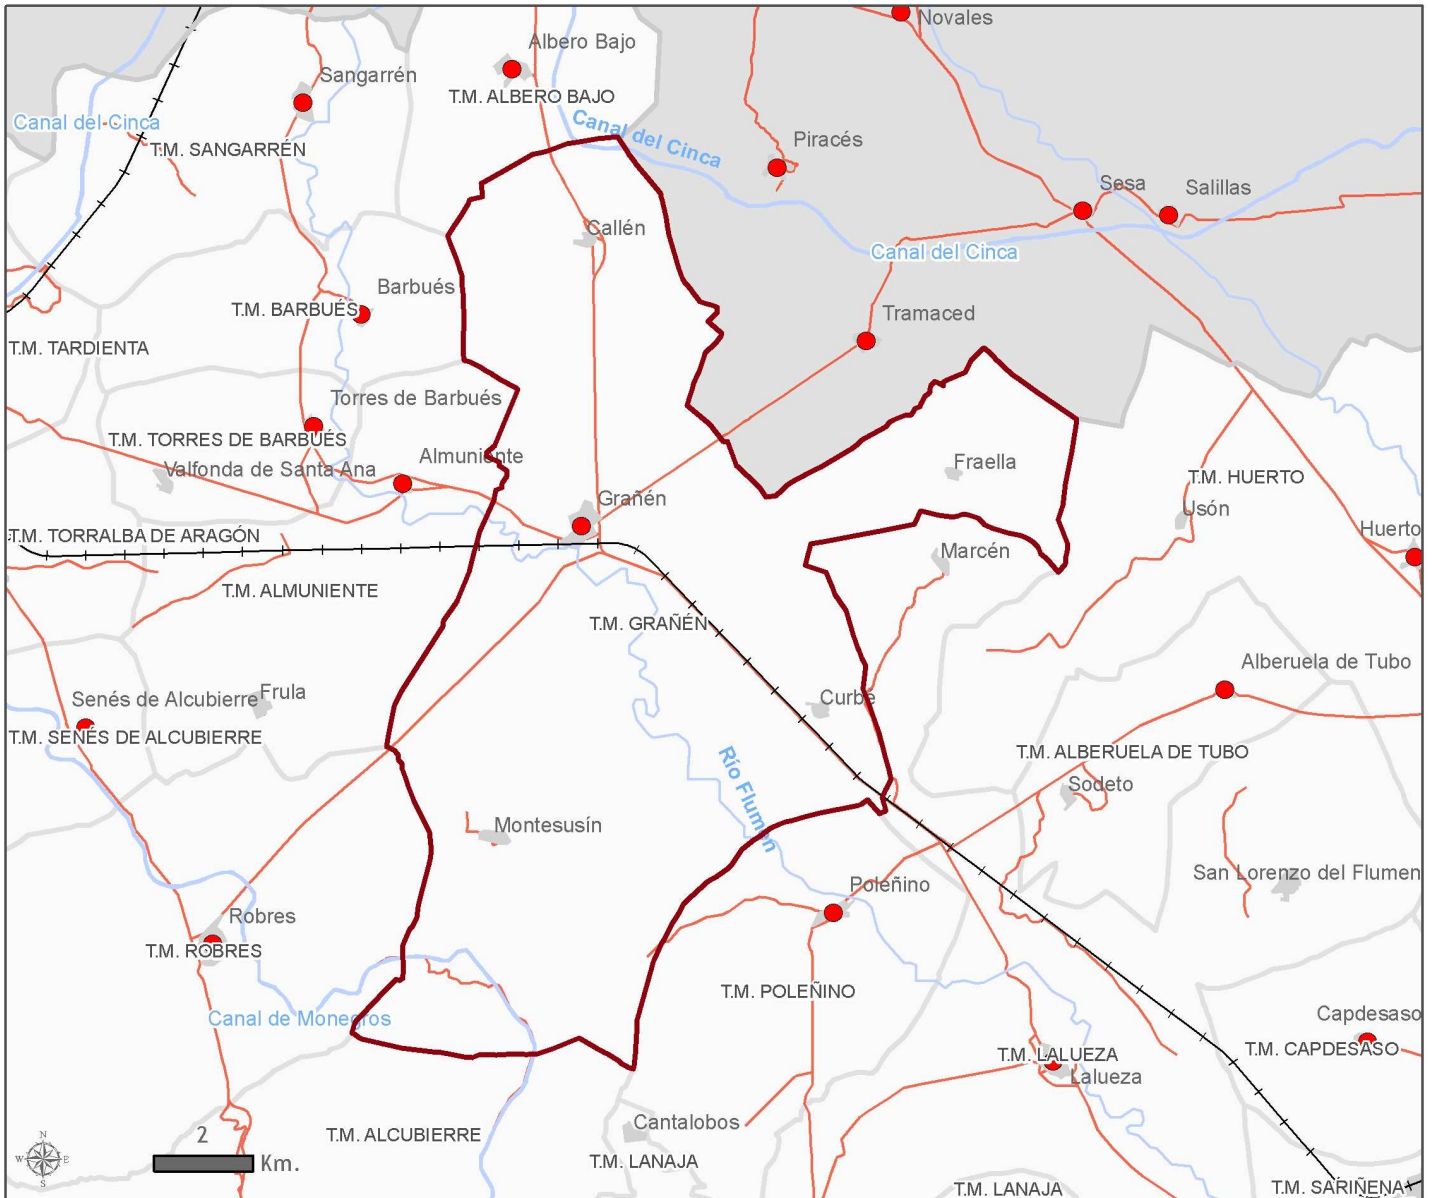 Novales
Albero Bajo
Sangarrén
T.M. ALBERO BAJO
Canal del Cinca
Canal del Cinca
Piracés
T.M. SANGARRÉN
Sesa
Salillas
Callén
Canal del Cinca
Barbués
T.M. BARBUÉS
Tramaced
T.M. TARDIENTA
Torres de Barbués
T.M. TORRES DE BARBUÉS
Almuniente
Valfonda de Santa Ana
Fraella
T.M. HUERTO
Grañén
Usón
Huerto
T.M. TORRALBA DE ARAGÓN
Marcén
T.M. ALMUNIENTE
T.M. GRAÑÉN
Alberuela de Tubo
Senés de Alcubierre
Frula
Curbe
T.M. SENÉS DE ALCUBIERRE
T.M. ALBERUELA DE TUBO
Río Flumen
Sodeto
Montesusín
San Lorenzo del Flumen
Poleñino
Robres
T.M. ROBRES
T.M. POLEÑINO
Canal de Monegros
Capdesaso
T.M. CAPDESASO
T.M. LALUEZA
Lalueza
Cantalobos
T.M. ALCUBIERRE
T.M. LANAJA
2
Km.
N
W
E
S
T.M. LANAJA
T.M. SARIÑENA